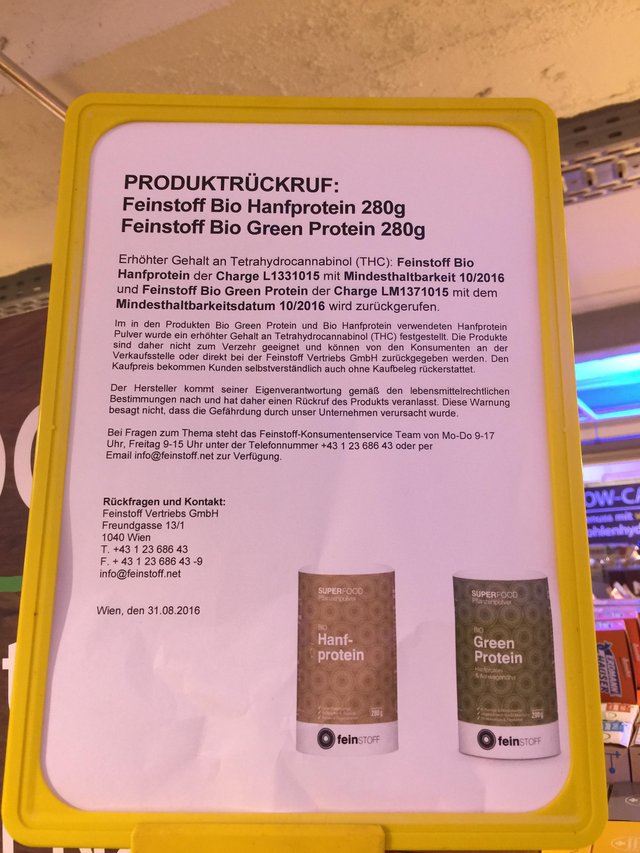 PRODUKTRÜCKRUF:
Feinstoff Bio Hanfprotein 280g
Feinstoff Bio Green Protein 280g
Erhöhter Gehalt an Tetrahydrocannabinol (THC): Feinstoff Bio
Hanfprotein der Charge L1331015 mit Mindesthaltbarkeit 10/2016
und Feinstoff Bio Green Protein der Charge LM1371015 mit dem
Mindesthaltbarkeitsdatum 10/2016 wird zurückgerufen.
Im in den Produkten Bio Green Protein und Bio Hanfprotein verwendeten Hanfprotein
Pulver wurde ein erhöhter Gehalt an Tetrahydrocannabinol (THC) festgestellt. Die Produkte
sind daher nicht zum Verzehr geeignet und können von den Konsumenten an der
Verkaufsstelle oder direkt bei der Feinstoff Vertriebs GmbH zurückgegeben werden. Den
Kaufpreis bekommen Kunden selbstverständlich auch ohne Kaufbeleg rückerstattet.
Der Hersteller kommt seiner Eigenverantwortung gemäß den lebensmittelrechtlichen
Bestimmungen nach und hat daher einen Rückruf des Produkts veranlasst. Diese Warnung
besagt nicht, dass die Gefährdung durch unser Unternehmen verursacht wurde.
Bei Fragen zum Thema steht das Feinstoff-Konsumentenservice Team von Mo-Do 9-17
Uhr, Freitag 9-15 Uhr unter der Telefonnummer +43 1 23 686 43 oder per
Email info@feinstoff.net zur Verfügung.
Rückfragen und Kontakt:
Feinstoff Vertriebs GmbH
Freundgasse 13/1
1040 Wien
T. +43 1 23 686 43
F. + 43 1 23 686 43 -9
info@feinstoff.net
Wien, den 31.08.2016
SUPERFOOD
Pflanzenpulver
BIO
Hanf-
protein
280 g
feinSTOFF
SUPERFOOD
Pflanzenpulver
BIO
Green
Protein
Hanfprotein
& Ashwagandha
280 g
feinSTOFF
OW-CA